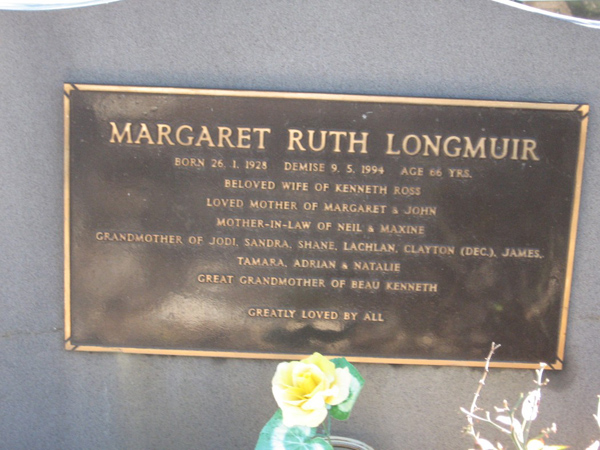 MARGARET RUTH LONGMUIR
BORN 26. 1. 1928 DEMISE 9. 5. 1994 AGE 66 YRS.
BELOVED WIFE OF KENNETH ROSS
LOVED MOTHER OF MARGARET & JOHN
MOTHER-IN-LAW OF NEIL & MAXINE
GRANDMOTHER OF JODI, SANDRA, SHANE, LACHLAN, CLAYTON (DEC.), JAMES,
TAMARA, ADRIAN & NATALIE
GREAT GRANDMOTHER OF BEAU KENNETH
GREATLY LOVED BY ALL